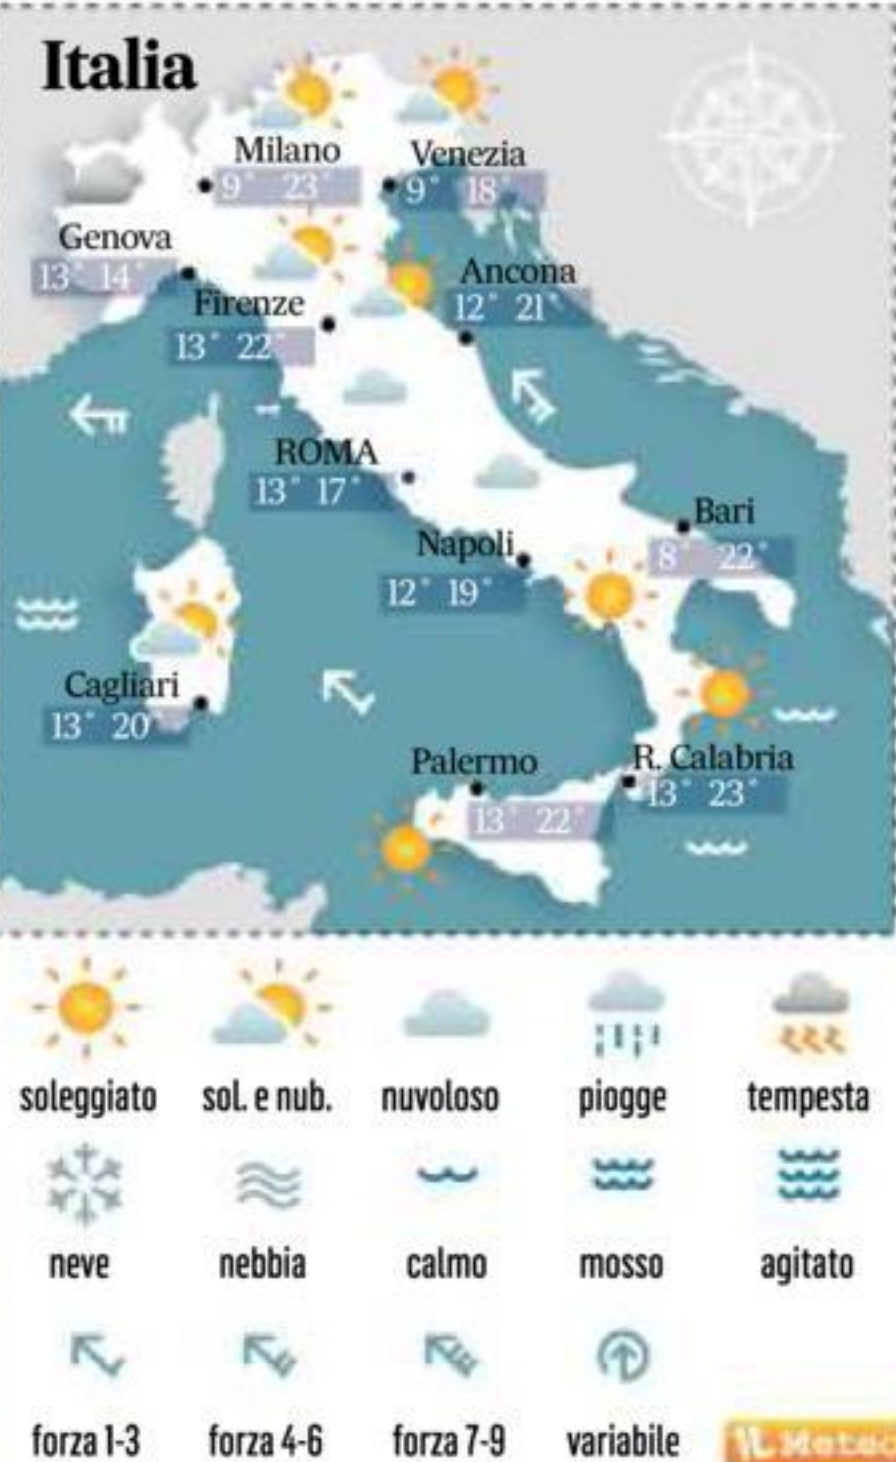 Italia
Milano
9° 23°
Venezia
9° 18°
Genova
13° 14°
Firenze
13° 22°
Ancona
12° 21°
ROMA
13° 17°
Napoli
12° 19°
Bari
8° 22°
Cagliari
13° 20°
Palermo
13° 22°
R. Calabria
13° 23°
soleggiato sol. e nub. nuvoloso piogge tempesta
neve nebbia calmo mosso agitato
forza 1-3 forza 4-6 forza 7-9 variabile
iL Meteo